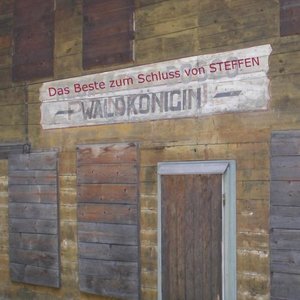 Das Beste zum Schluss von STEFFEN
WALDKÖNIGIN